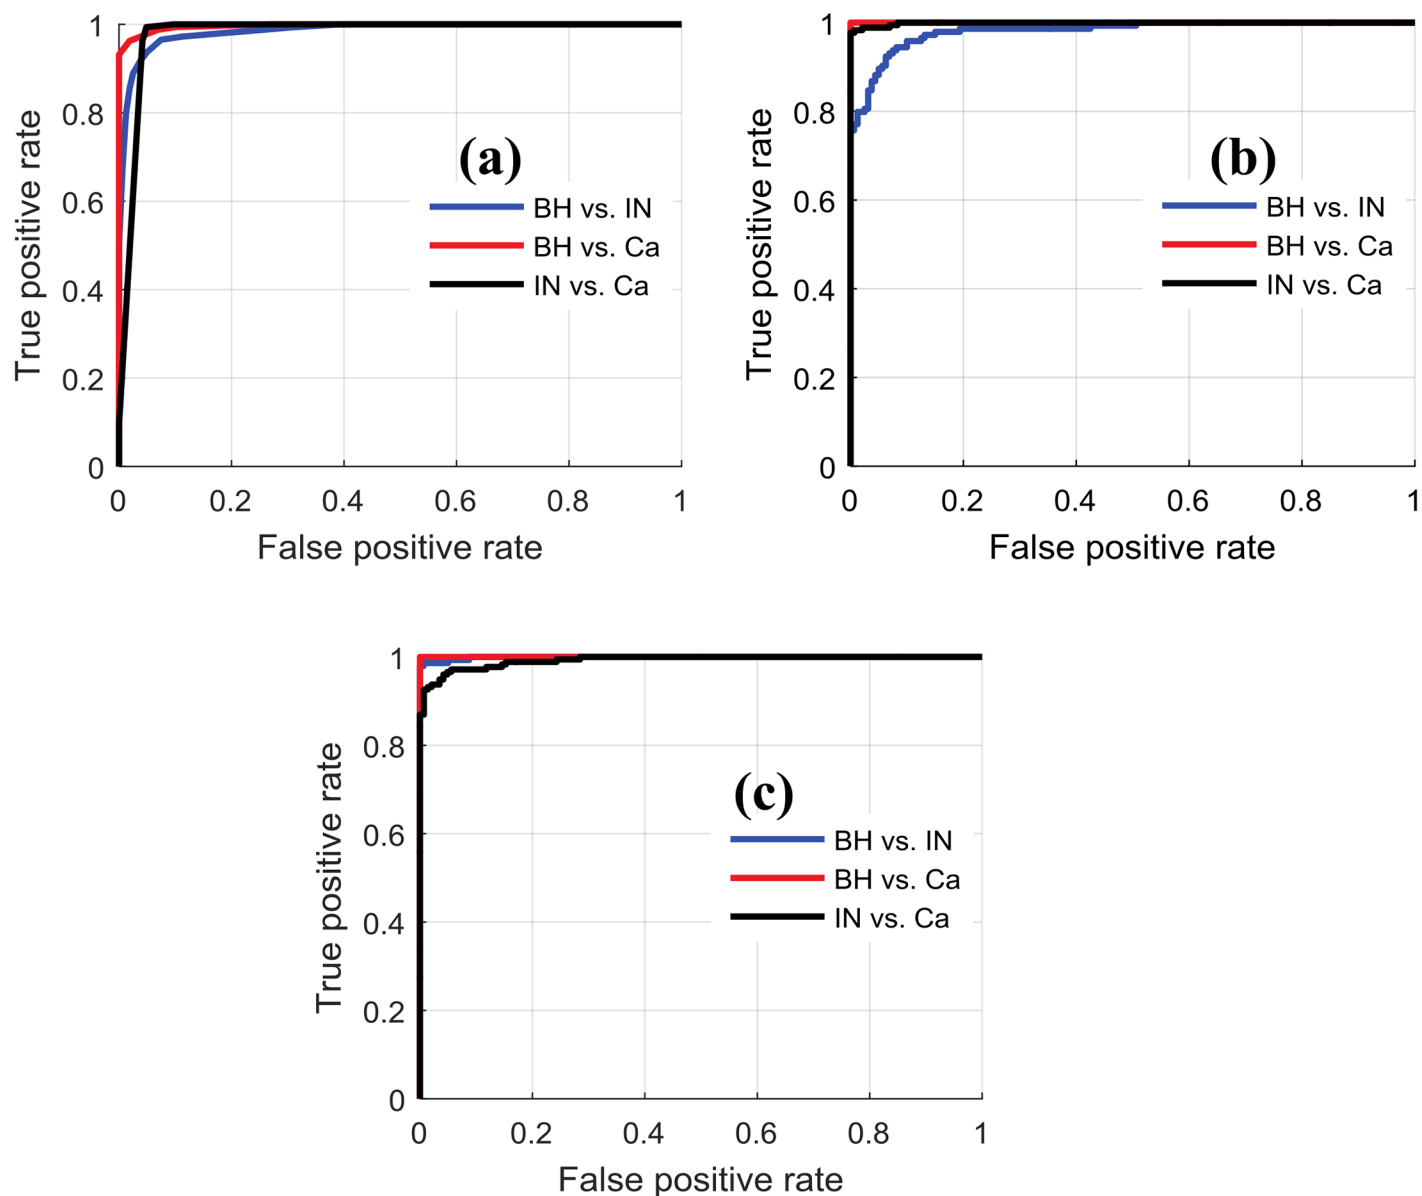 1
0.8
0.6
0.4
0.2
0
True positive rate
(a)
BH vs. IN
BH vs. Ca
IN vs. Ca
0 0.2 0.4 0.6 0.8 1
False positive rate
1
0.8
0.6
0.4
0.2
0
True positive rate
(b)
BH vs. IN
BH vs. Ca
IN vs. Ca
0 0.2 0.4 0.6 0.8 1
False positive rate
1
0.8
0.6
0.4
0.2
0
True positive rate
(c)
BH vs. IN
BH vs. Ca
IN vs. Ca
0 0.2 0.4 0.6 0.8 1
False positive rate